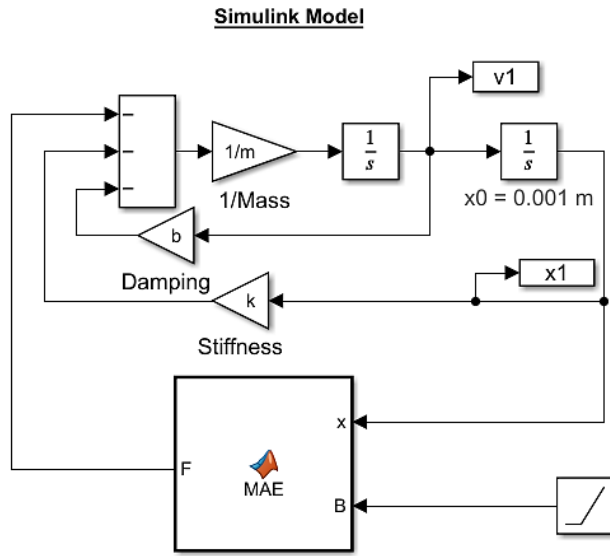 Simulink Model
v1
1/m
1
s
1
s
1/Mass
x0 = 0.001 m
b
Damping
x1
k
Stiffness
x
F
MAE
B